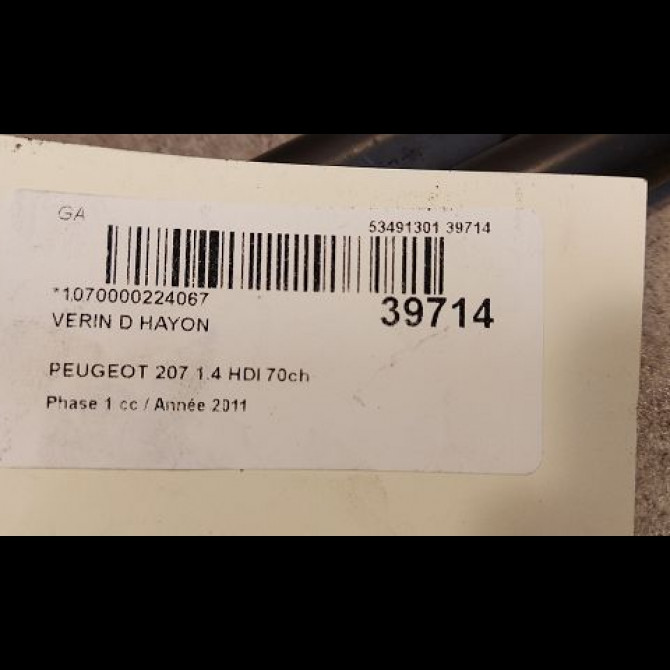 GA
53491301 39714
*1070000224067
39714
VERIN D HAYON
PEUGEOT 207 1.4 HDI 70ch
Phase 1 cc / Année 2011